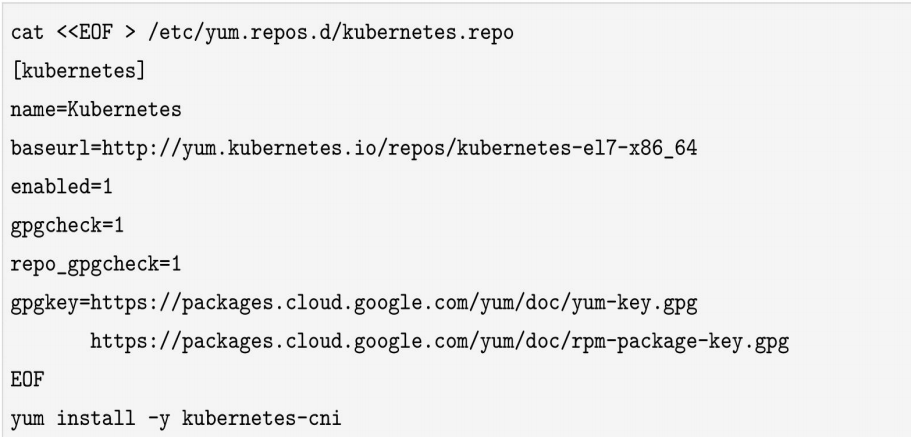 cat <<EOF > /etc/yum.repos.d/kubernetes.repo
[kubernetes]
name=Kubernetes
baseurl=http://yum.kubernetes.io/repos/kubernetes-el7-x86_64
enabled=1
gpgcheck=1
repo_gpgcheck=1
gpgkey=https://packages.cloud.google.com/yum/doc/yum-key.gpg
       https://packages.cloud.google.com/yum/doc/rpm-package-key.gpg
EOF
yum install -y kubernetes-cni